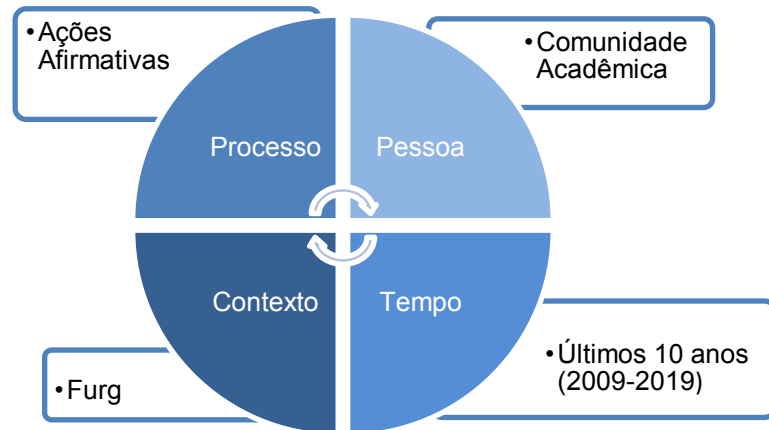 •Ações
Afirmativas
•Comunidade
Acadêmica
Processo
Pessoa
Contexto
Tempo
•Furg
•Últimos 10 anos
(2009-2019)